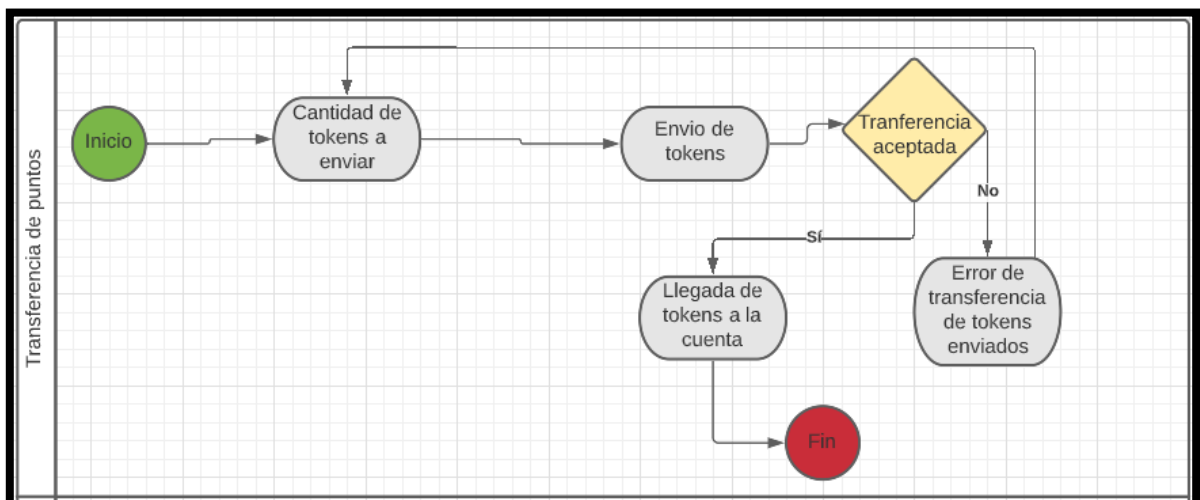 Transferencia de puntos
Inicio
Cantidad de
tokens a
enviar
Envio de
tokens
Tranferencia
aceptada
No
Sí
Llegada de
tokens a la
cuenta
Error de
transferencia
de tokens
enviados
Fin